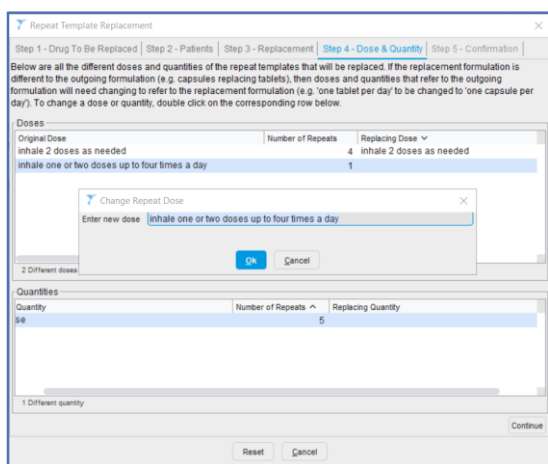 Repeat Template Replacement
Step 1 - Drug To Be Replaced Step 2 - Patients Step 3 - Replacement Step 4 - Dose & Quantity Step 5 - Confirmation
Below are all the different doses and quantities of the repeat templates that will be replaced. If the replacement formulation is
different to the outgoing formulation (e.g. capsules replacing tablets), then doses and quantities that refer to the outgoing
formulation will need changing to refer to the replacement formulation (e.g. 'one tablet per day' to be changed to 'one capsule per
day'). To change a dose or quantity, double click on the corresponding row below.
Doses
Original Dose Number of Repeats Replacing Dose
inhale 2 doses as needed 4 inhale 2 doses as needed
inhale one or two doses up to four times a day 1
Change Repeat Dose
Enter new dose inhale one or two doses up to four times a day
Ok Cancel
2 Different doses
Quantities
Quantity Number of Repeats Replacing Quantity
se 5
1 Different quantity
Continue
Reset Cancel